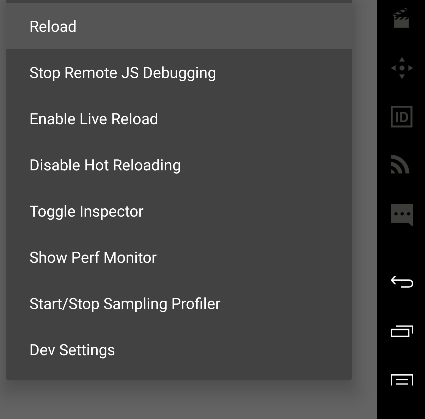 Reload
Stop Remote JS Debugging
Enable Live Reload
Disable Hot Reloading
Toggle Inspector
Show Perf Monitor
Start/Stop Sampling Profiler
Dev Settings
ID